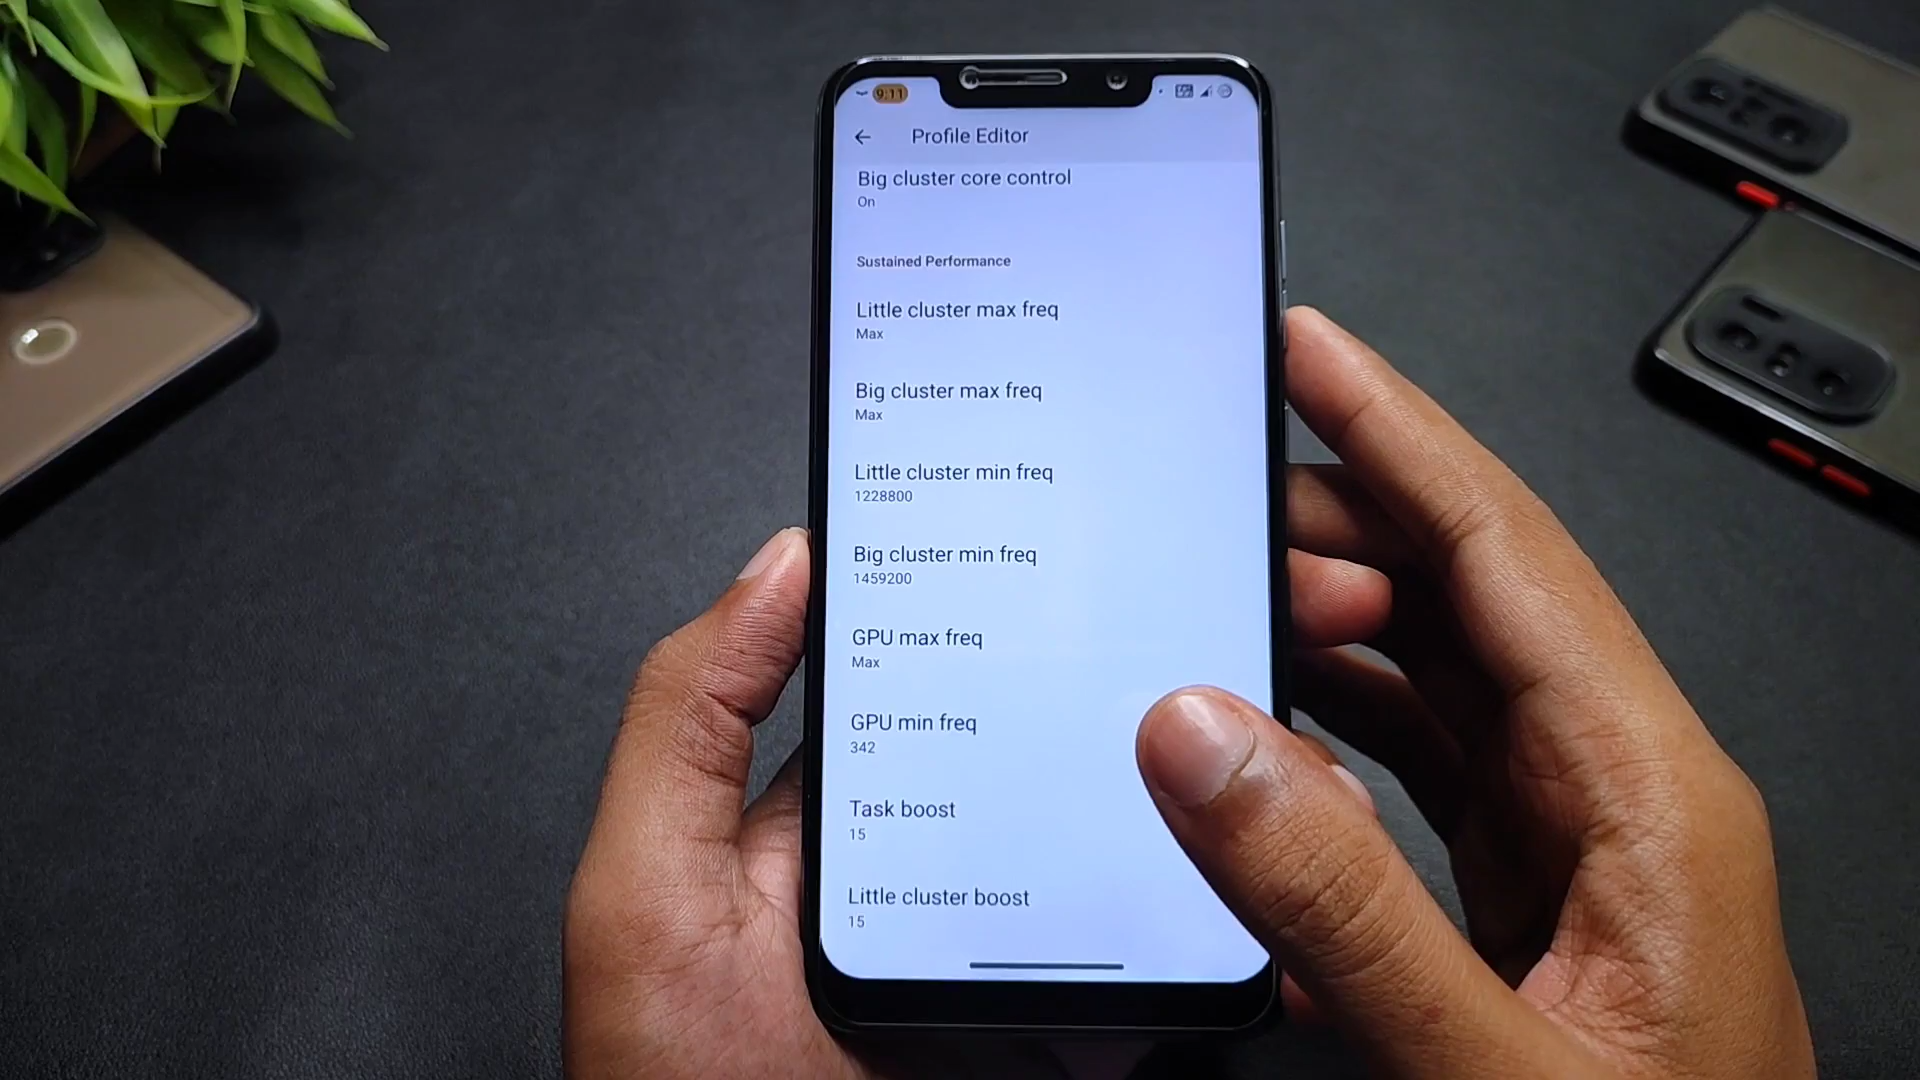 9:11
Profile Editor
Big cluster core control
On
Sustained Performance
Little cluster max freq
Max
Big cluster max freq
Max
Little cluster min freq
1228800
Big cluster min freq
1459200
GPU max freq
Max
GPU min freq
342
Task boost
15
Little cluster boost
15